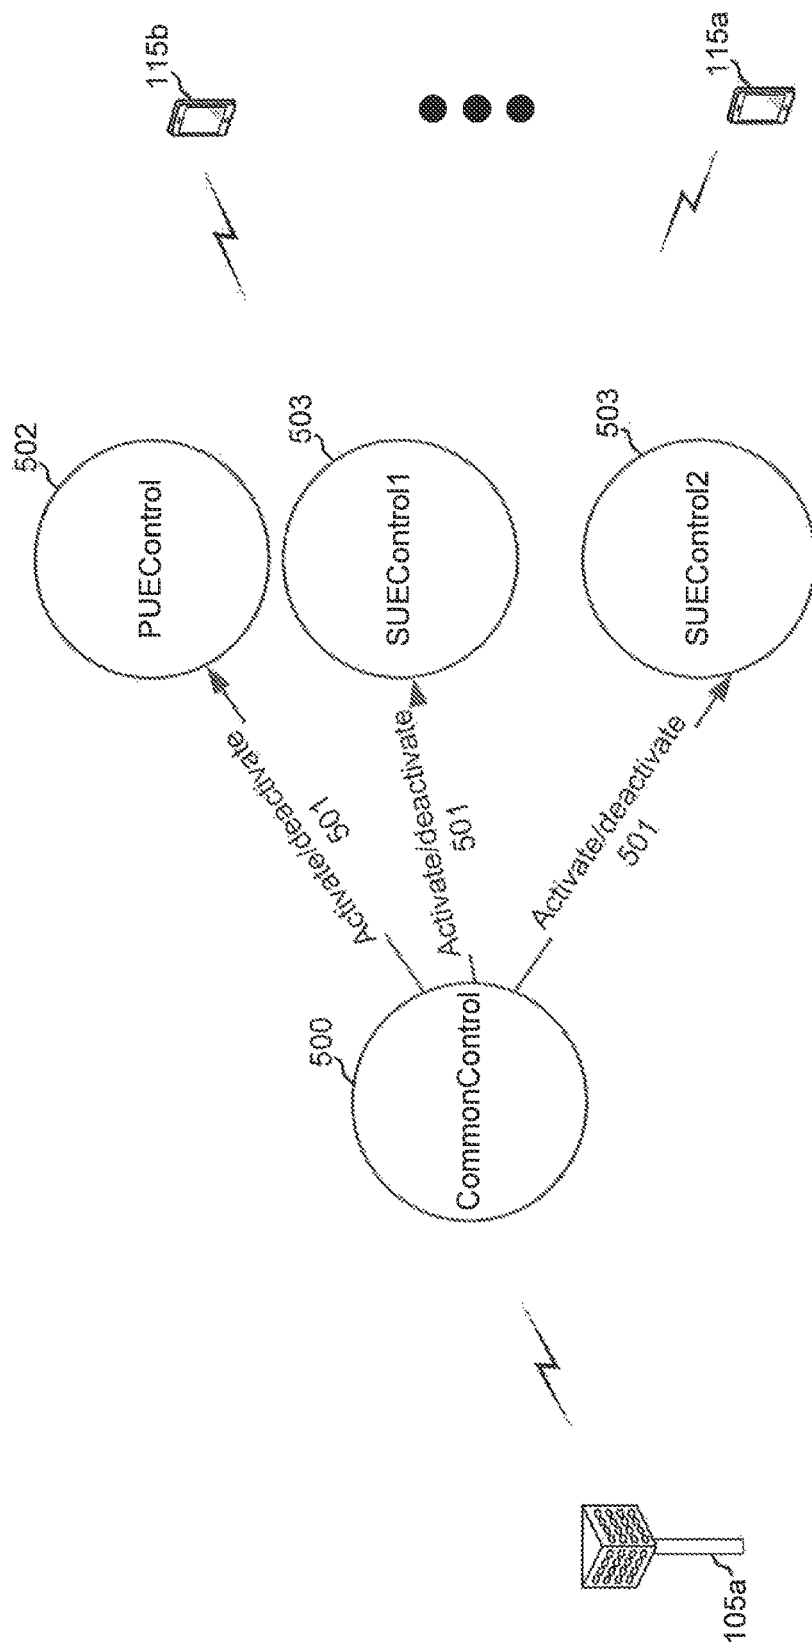 502
PUEControl
115b
Activate/deactivate
501
500
503
SUEControl1
Activate/deactivate
501
CommonControl
503
Activate/deactivate
501
SUEControl2
115a
105a